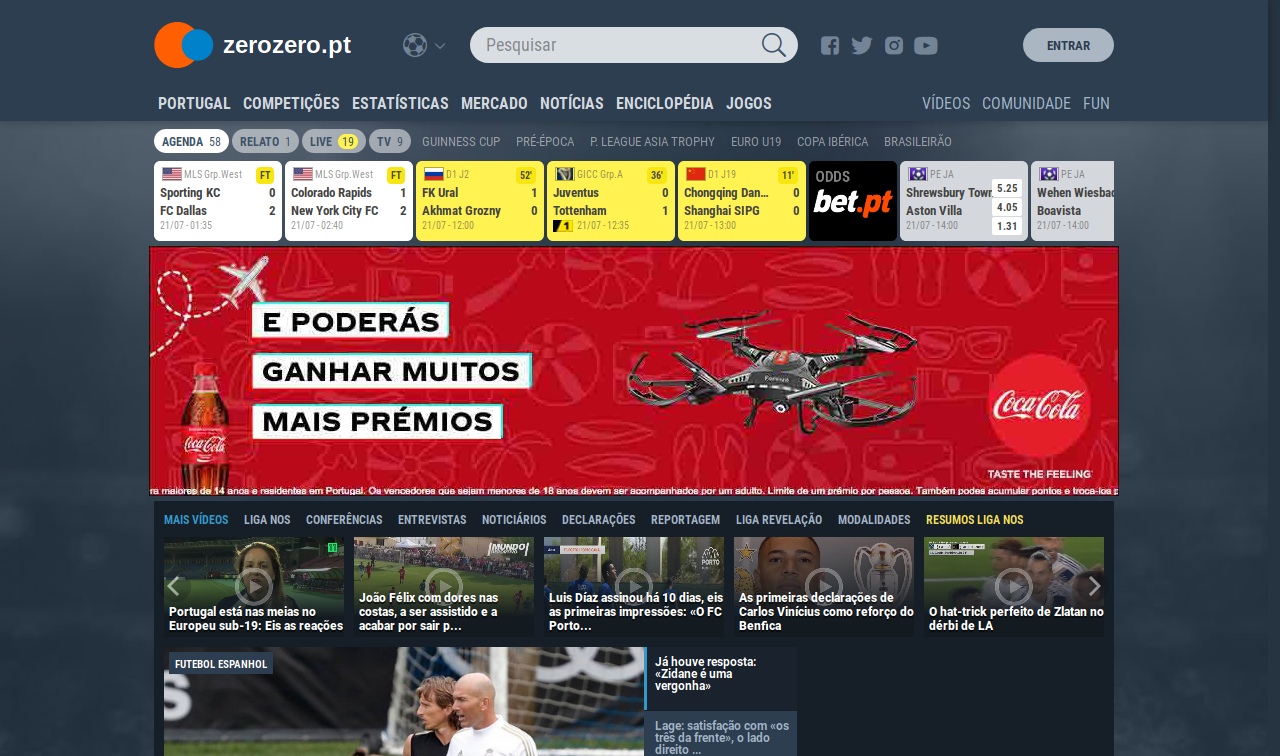 zerozero.pt
Pesquisar
ENTRAR
PORTUGAL COMPETIÇÕES ESTATÍSTICAS MERCADO NOTÍCIAS ENCICLOPÉDIA JOGOS VÍDEOS COMUNIDADE FUN
AGENDA 58 RELATO 1 LIVE 19 TV 9 GUINNESS CUP PRÉ-ÉPOCA P. LEAGUE ASIA TROPHY EURO U19 COPA IBÉRICA BRASILEIRÃO
MLS Grp.West FT
Sporting KC 0
FC Dallas 2
21/07 - 01:35
MLS Grp.West FT
Colorado Rapids 1
New York City FC 2
21/07 - 02:40
D1 J2 52'
FK Ural 1
Akhmat Grozny 0
21/07 - 12:00
GICC Grp.A 36'
Juventus 0
Tottenham 1
1 21/07 - 12:35
D1 J19 11'
Chongqing Dan... 0
Shanghai SIPG 0
21/07 - 13:00
ODDS
bet.pt
PE JA
Shrewsbury Town 5.25
4.05
Aston Villa
21/07 - 14:00 1.31
PE JA
Wehen Wiesbad
Boavista
21/07 - 14:00
E PODERÁS
GANHAR MUITOS
MAIS PRÉMIOS
Coca-Cola
Coca-Cola
TASTE THE FEELING
ra maiores de 14 anos e residentes em Portugal. Os vencedores que sejam menores de 18 anos devem ser acompanhados por um adulto. Limite de um prémio por pessoa. Também podes acumular pontos e troca-los p
MAIS VÍDEOS LIGA NOS CONFERÊNCIAS ENTREVISTAS NOTICIÁRIOS DECLARAÇÕES REPORTAGEM LIGA REVELAÇÃO MODALIDADES RESUMOS LIGA NOS
Portugal está nas meias no
Europeu sub-19: Eis as reações
MUNDO
João Félix com dores nas
costas, a ser assistido e a
acabar por sair p...
PORTO
Luis Díaz assinou há 10 dias, eis
as primeiras impressões: «O FC
Porto...
As primeiras declarações de
Carlos Vinícius como reforço do
Benfica
O hat-trick perfeito de Zlatan no
dérbi de LA
FUTEBOL ESPANHOL
Já houve resposta:
«Zidane é uma
vergonha»
Lage: satisfação com «os
três da frente», o lado
direito ...